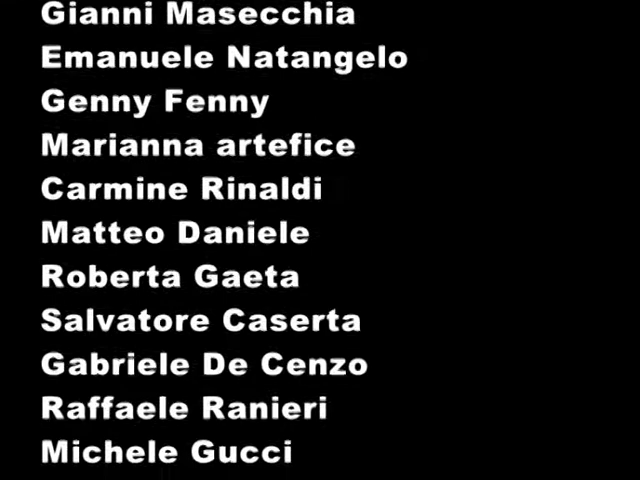 Gianni Masecchia
Emanuele Natangelo
Genny Fenny
Marianna artefice
Carmine Rinaldi
Matteo Daniele
Roberta Gaeta
Salvatore Caserta
Gabriele De Cenzo
Raffaele Ranieri
Michele Gucci